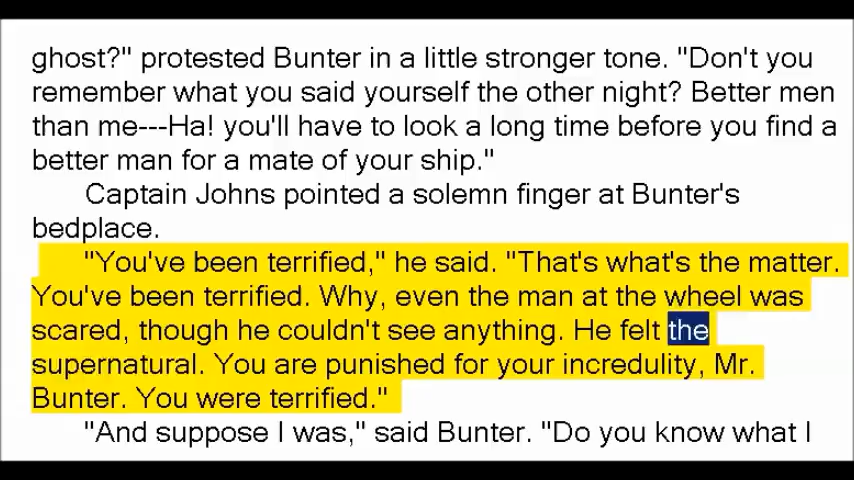 ghost?" protested Bunter in a little stronger tone. "Don't you
remember what you said yourself the other night? Better men
than me---Ha! you'll have to look a long time before you find a
better man for a mate of your ship."
Captain Johns pointed a solemn finger at Bunter's
bedplace.
"You've been terrified," he said. "That's what's the matter.
You've been terrified. Why, even the man at the wheel was
scared, though he couldn't see anything. He felt the
supernatural. You are punished for your incredulity, Mr.
Bunter. You were terrified."
"And suppose I was," said Bunter. "Do you know what I